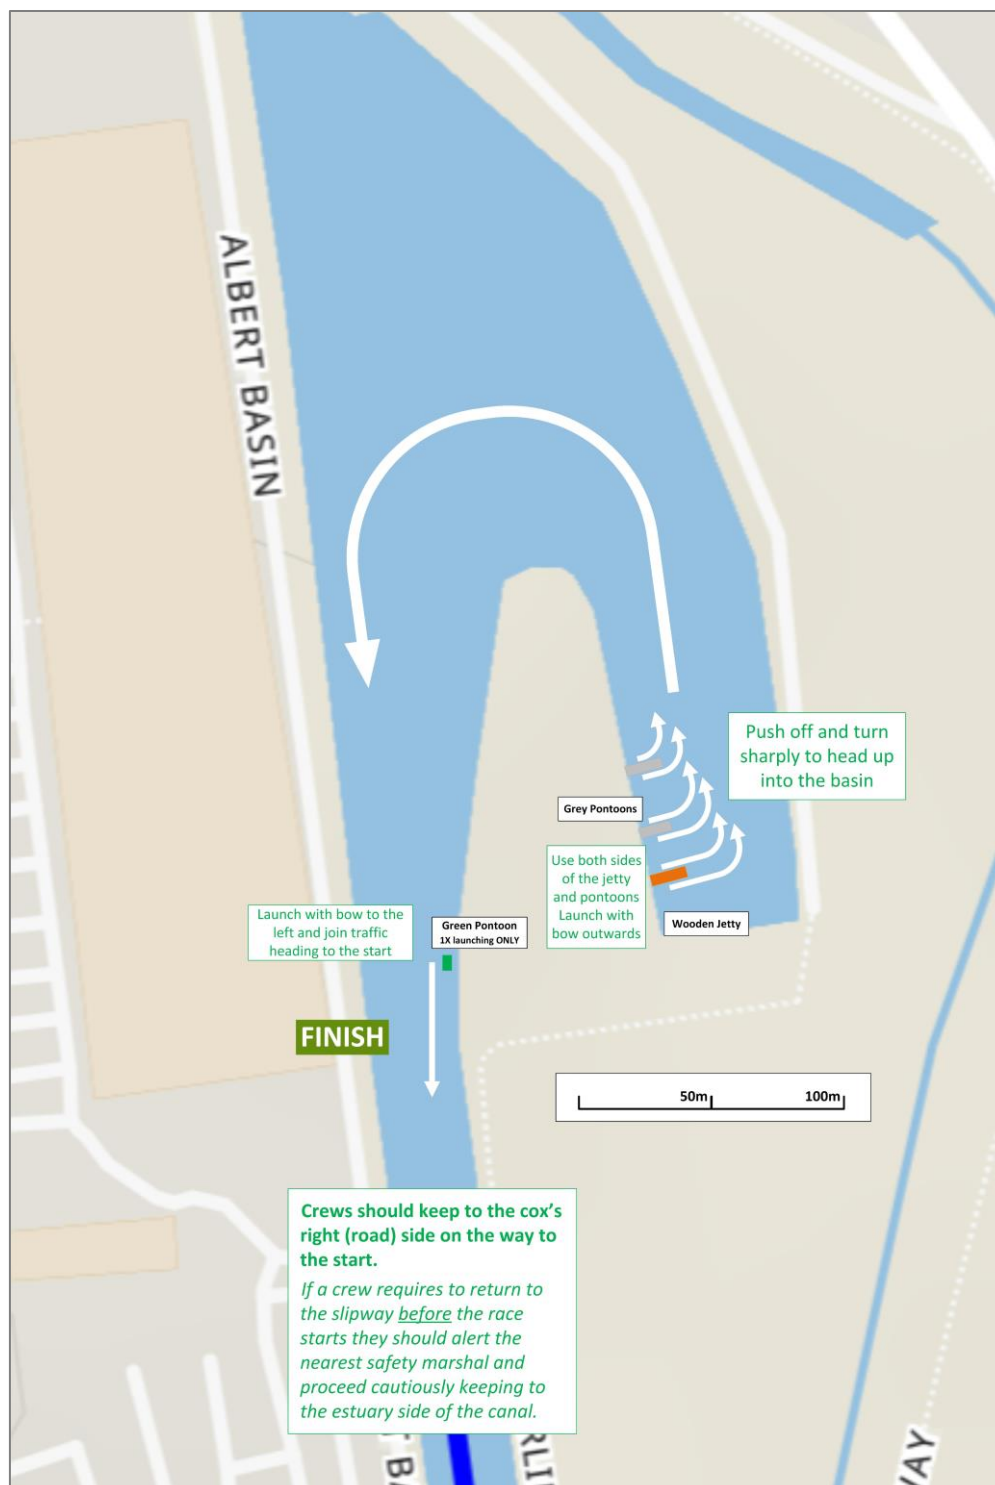 ALBERT BASIN
Push off and turn
sharply to head up
into the basin
Grey Pontoons
Use both sides
of the jetty
and pontoons
Launch with
bow outwards
Wooden Jetty
Launch with bow to the
left and join traffic
heading to the start
Green Pontoon
1X launching ONLY
FINISH
50m 100m
Crews should keep to the cox’s
right (road) side on the way to
the start.
If a crew requires to return to
the slipway before the race
starts they should alert the
nearest safety marshal and
proceed cautiously keeping to
the estuary side of the canal.